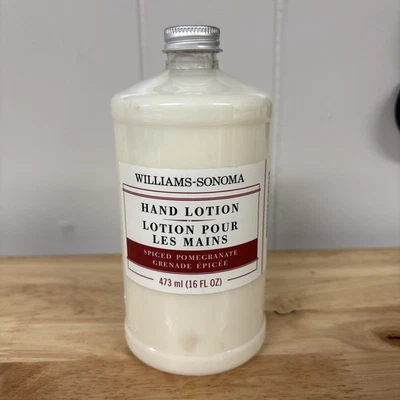 WILLIAMS-SONOMA
HAND LOTION
LOTION POUR
LES MAINS
SPICED POMEGRANATE
GRENADE ÉPICÉE
473 ml (16 FL OZ)